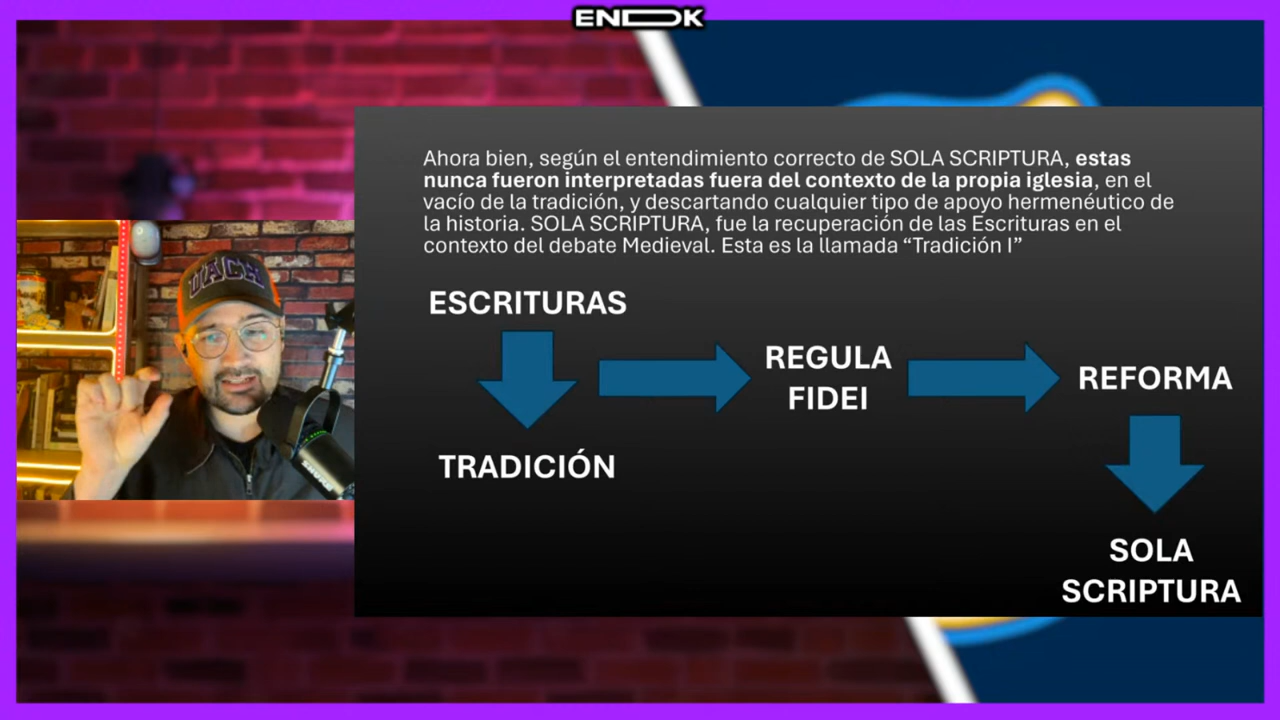 ENDK
Ahora bien, según el entendimiento correcto de SOLA SCRIPTURA, estas
nunca fueron interpretadas fuera del contexto de la propia iglesia, en el
vacío de la tradición, y descartando cualquier tipo de apoyo hermenéutico de
la historia. SOLA SCRIPTURA, fue la recuperación de las Escrituras en el
contexto del debate Medieval. Esta es la llamada “Tradición I”
ESCRITURAS
REGULA
FIDEI
REFORMA
TRADICIÓN
SOLA
SCRIPTURA
UACH